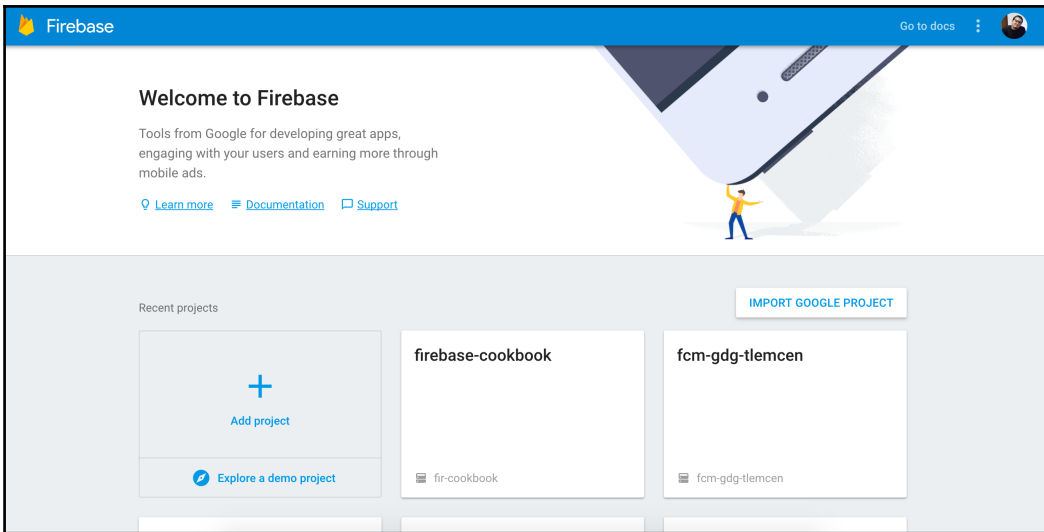 Firebase
Go to docs
Welcome to Firebase
Tools from Google for developing great apps,
engaging with your users and earning more through
mobile ads.
Learn more Documentation Support
Recent projects
IMPORT GOOGLE PROJECT
Add project
Explore a demo project
firebase-cookbook
fir-cookbook
fcm-gdg-tlemcen
fcm-gdg-tlemcen